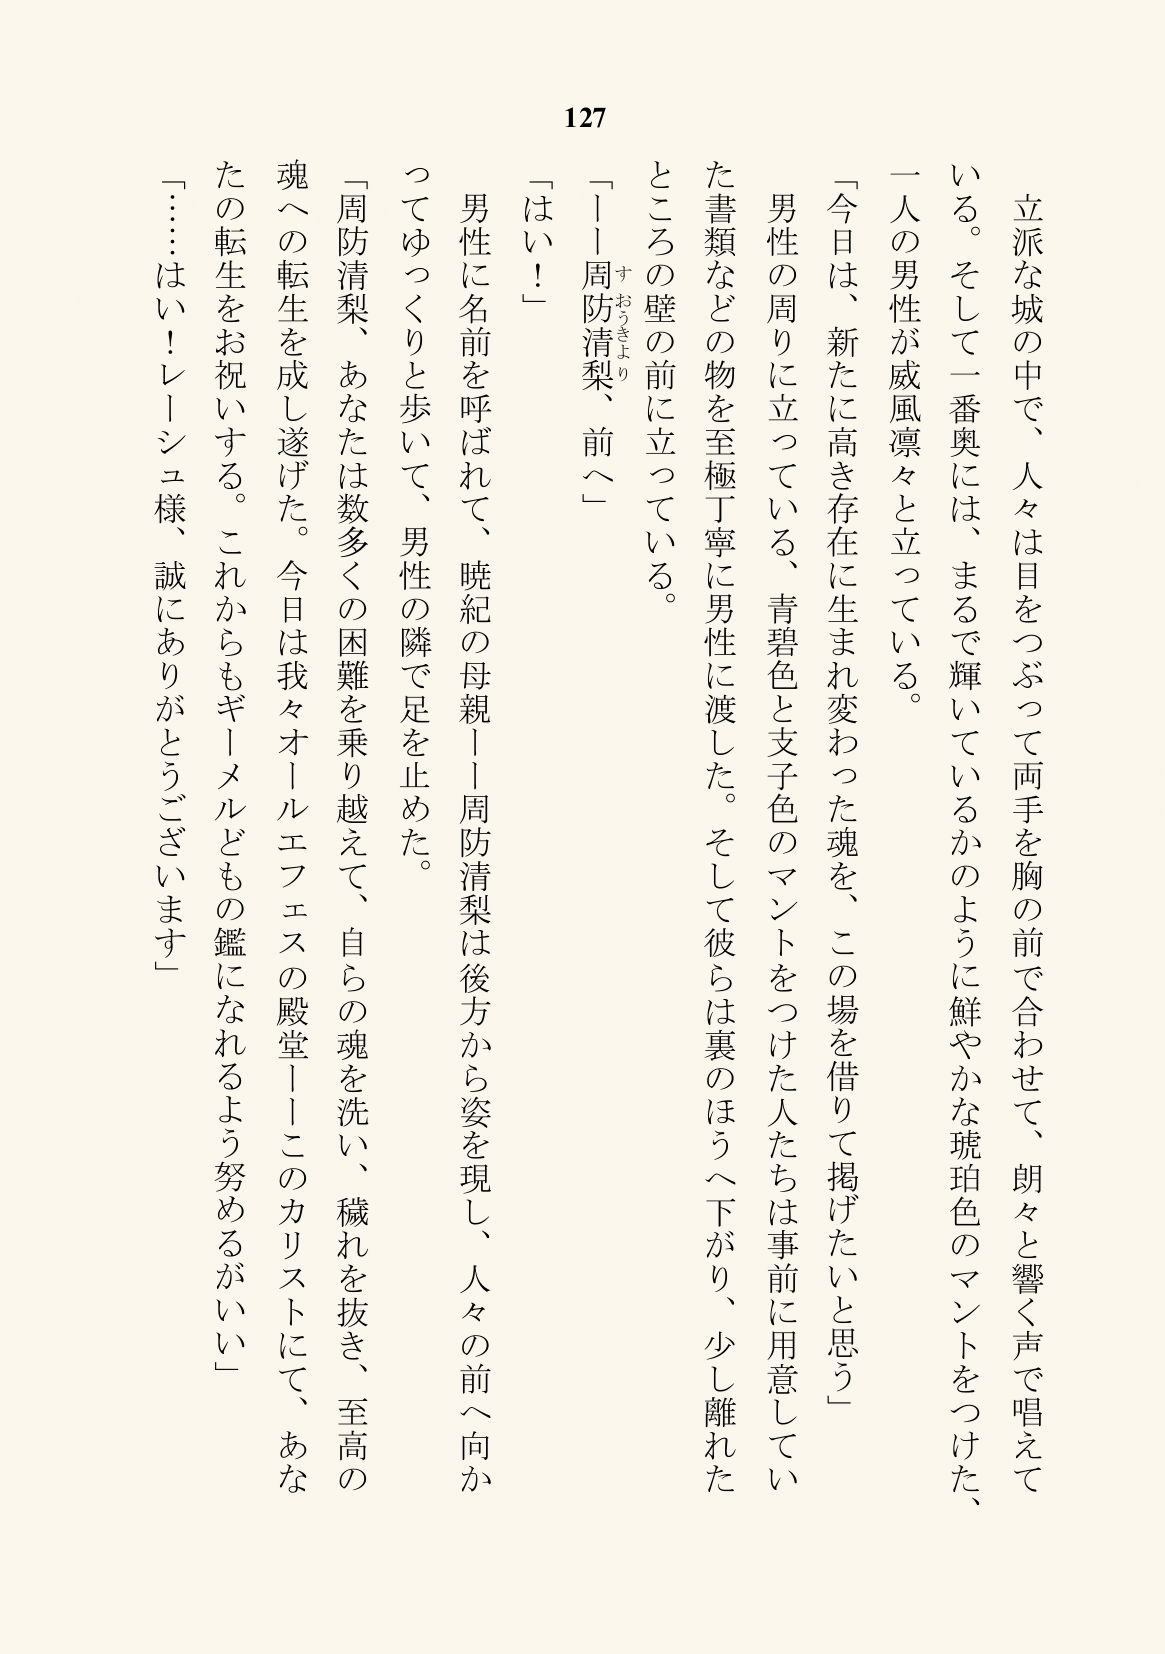 127
　立派な城の中で、人々は目をつぶって両手を胸の前で合わせて、朗々と響く声で唱えて
いる。そして一番奥には、まるで輝いているかのように鮮やかな琥珀色のマントをつけた、
一人の男性が威風凛々と立っている。
「今日は、新たに高き存在に生まれ変わった魂を、この場を借りて掲げたいと思う」
　男性の周りに立っている、青碧色と支子色のマントをつけた人たちは事前に用意してい
た書類などの物を至極丁寧に男性に渡した。そして彼らは裏のほうへ下がり、少し離れた
ところの壁の前に立っている。
「ーー周防清梨、前へ」
すおうきより
「はい！」
　男性に名前を呼ばれて、暁紀の母親ーー周防清梨は後方から姿を現し、人々の前へ向か
ってゆっくりと歩いて、男性の隣で足を止めた。
「周防清梨、あなたは数多くの困難を乗り越えて、自らの魂を洗い、穢れを抜き、至高の
魂への転生を成し遂げた。今日は我々オールエフェスの殿堂ーーこのカリストにて、あな
たの転生をお祝いする。これからもギーメルどもの鑑になれるよう努めるがいい」
「……はい！レーシュ様、誠にありがとうございます」